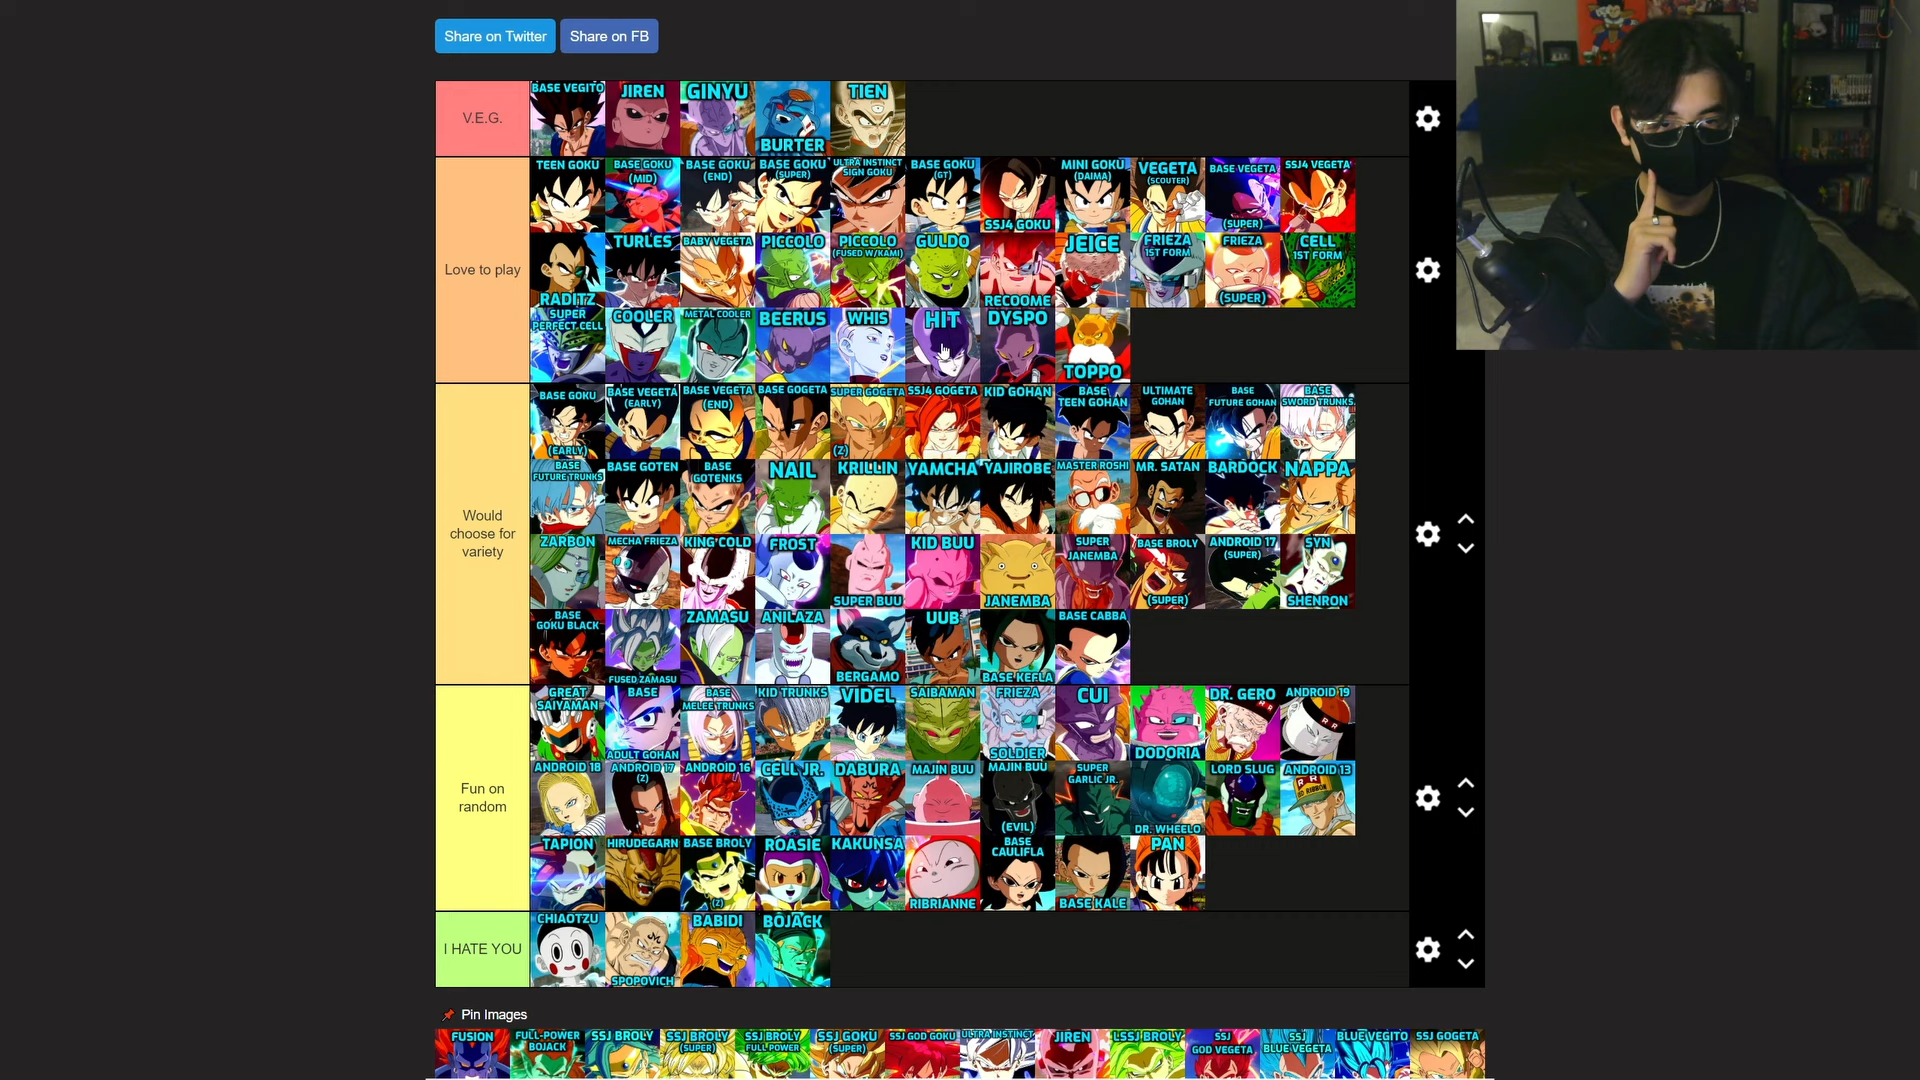 Share on Twitter Share on FB
V.E.G.
BASE VEGITO
JIREN
GINYU
BURTER
TIEN
Love to play
TEEN GOKU
BASE GOKU
(MID)
BASE GOKU
(END)
BASE GOKU
(SUPER)
ULTRA INSTINCT
SIGN GOKU
BASE GOKU
(GT)
SSJ4 GOKU
MINI GOKU
(DAIMA)
VEGETA
(SCOUTER)
BASE VEGETA
(SUPER)
SSJ4 VEGETA
RADITZ
TURLES
BABY VEGETA
PICCOLO
PICCOLO
(FUSED W/KAMI)
GULDO
RECOOME
JEICE
FRIEZA
1ST FORM
FRIEZA
(SUPER)
CELL
1ST FORM
SUPER
PERFECT CELL
COOLER
METAL COOLER
BEERUS
WHIS
HIT
DYSPO
TOPPO
Would
choose for
variety
BASE GOKU
(EARLY)
BASE VEGETA
(EARLY)
BASE VEGETA
(END)
BASE GOGETA
SUPER GOGETA
(Z)
SSJ4 GOGETA
KID GOHAN
BASE
TEEN GOHAN
ULTIMATE
GOHAN
BASE
FUTURE GOHAN
BASE
SWORD TRUNKS
BASE
FUTURE TRUNKS
BASE GOTEN
BASE
GOTENKS
NAIL
KRILLIN
YAMCHA
YAJIROBE
MASTER ROSHI
MR. SATAN
BARDOCK
NAPPA
ZARBON
MECHA FRIEZA
KING COLD
FROST
SUPER BUU
KID BUU
JANEMBA
SUPER
JANEMBA
BASE BROLY
(SUPER)
ANDROID 17
(SUPER)
SYN
SHENRON
BASE
GOKU BLACK
FUSED ZAMASU
ZAMASU
ANILAZA
BERGAMO
UUB
BASE KEFLA
BASE CABBA
Fun on
random
GREAT
SAIYAMAN
BASE
ADULT GOHAN
BASE
MELEE TRUNKS
KID TRUNKS
VIDEL
SAIBAMAN
FRIEZA
SOLDIER
CUI
DODORIA
DR. GERO
ANDROID 19
ANDROID 18
ANDROID 17
(Z)
ANDROID 16
CELL JR.
DABURA
MAJIN BUU
MAJIN BUU
(EVIL)
SUPER
GARLIC JR.
DR. WHEELO
LORD SLUG
ANDROID 13
TAPION
HIRUDEGARN
BASE BROLY
(Z)
ROASIE
KAKUNSA
RIBRIANNE
BASE
CAULIFLA
BASE KALE
PAN
I HATE YOU
CHIAOTZU
SPOPOVICH
BABIDI
BOJACK
Pin Images
FUSION
FULL-POWER
BOJACK
SSJ BROLY
SSJ BROLY
(SUPER)
SSJ BROLY
FULL POWER
SSJ GOKU
(SUPER)
SSJ GOD GOKU
ULTRA INSTINCT
JIREN
LSSJ BROLY
SSJ
GOD VEGETA
SSJ
BLUE VEGETA
BLUE VEGITO
SSJ GOGETA